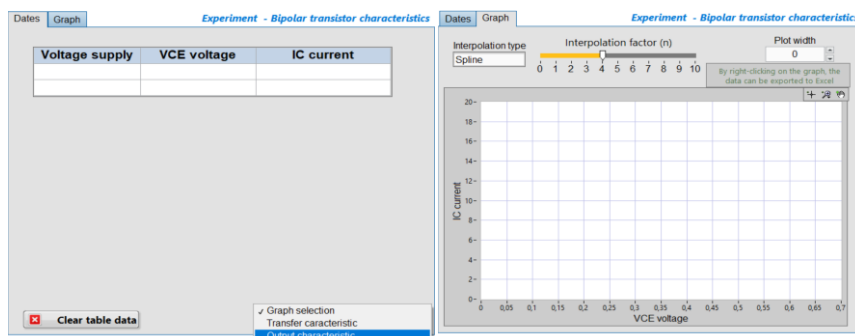 Dates Graph Experiment - Bipolar transistor characteristics
Voltage supply VCE voltage IC current
Clear table data
✓ Graph selection
Transfer caracteristic
Output characteristic
Dates Graph Experiment - Bipolar transistor characteristics
Interpolation type
Spline
Interpolation factor (n)
0 1 2 3 4 5 6 7 8 9 10
Plot width
0
By right-clicking on the graph, the
data can be exported to Excel
IC current
20
18
16
14
12
10
8
6
4
2
0
0 0,05 0,1 0,15 0,2 0,25 0,3 0,35 0,4 0,45 0,5 0,55 0,6 0,65 0,7
VCE voltage